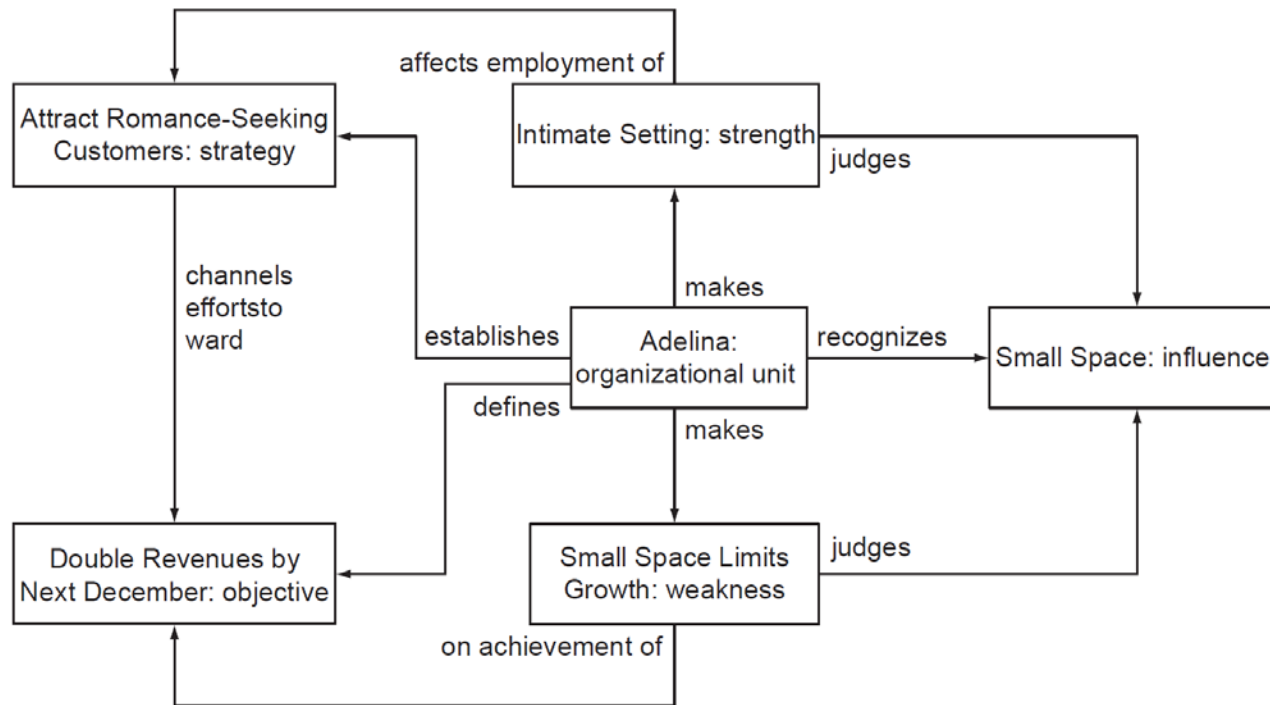 affects employment of
Attract Romance-Seeking
Customers: strategy
Intimate Setting: strength
judges
channels
effortsto
ward
makes
establishes
Adelina:
organizational unit
recognizes
Small Space: influence
defines
makes
Double Revenues by
Next December: objective
Small Space Limits
Growth: weakness
judges
on achievement of